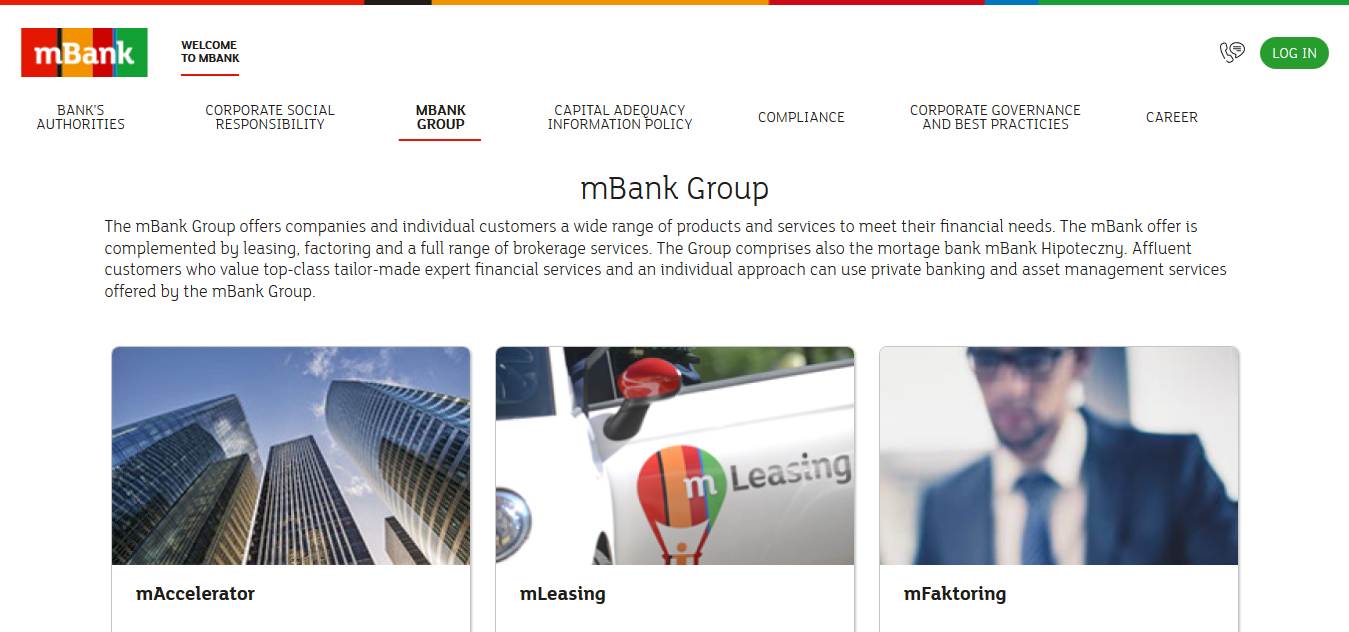 mBank
WELCOME
TO MBANK
LOG IN
BANK'S
AUTHORITIES
CORPORATE SOCIAL
RESPONSIBILITY
MBANK
GROUP
CAPITAL ADEQUACY
INFORMATION POLICY
COMPLIANCE
CORPORATE GOVERNANCE
AND BEST PRACTICIES
CAREER
mBank Group
The mBank Group offers companies and individual customers a wide range of products and services to meet their financial needs. The mBank offer is
complemented by leasing, factoring and a full range of brokerage services. The Group comprises also the mortage bank mBank Hipoteczny. Affluent
customers who value top-class tailor-made expert financial services and an individual approach can use private banking and asset management services
offered by the mBank Group.
m Leasing
mAccelerator
mLeasing
mFaktoring